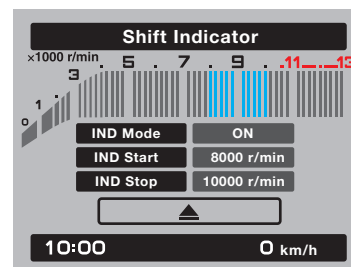 Shift Indicator
×1000 r/min
0 1 3 5 7 9 11 13
IND Mode ON
IND Start 8000 r/min
IND Stop 10000 r/min
10:00 0 km/h